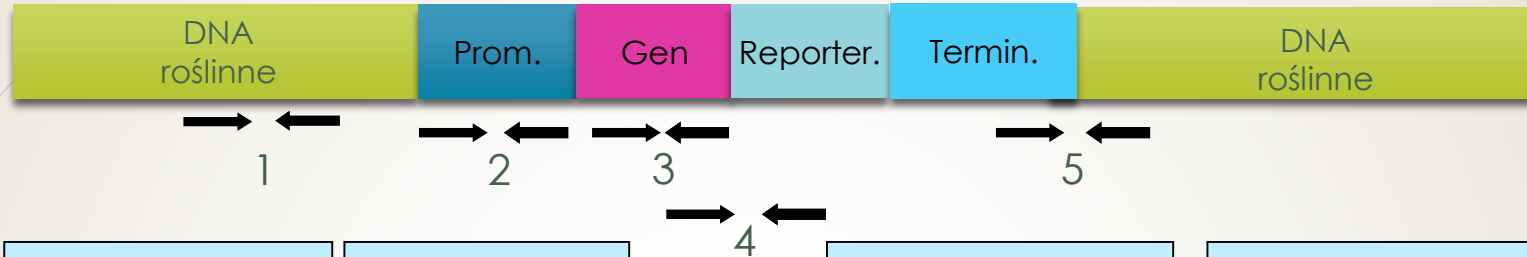 DNA
roślinne
Prom.
Gen
Reporter.
Termin.
DNA
roślinne
1
2
3
5
4